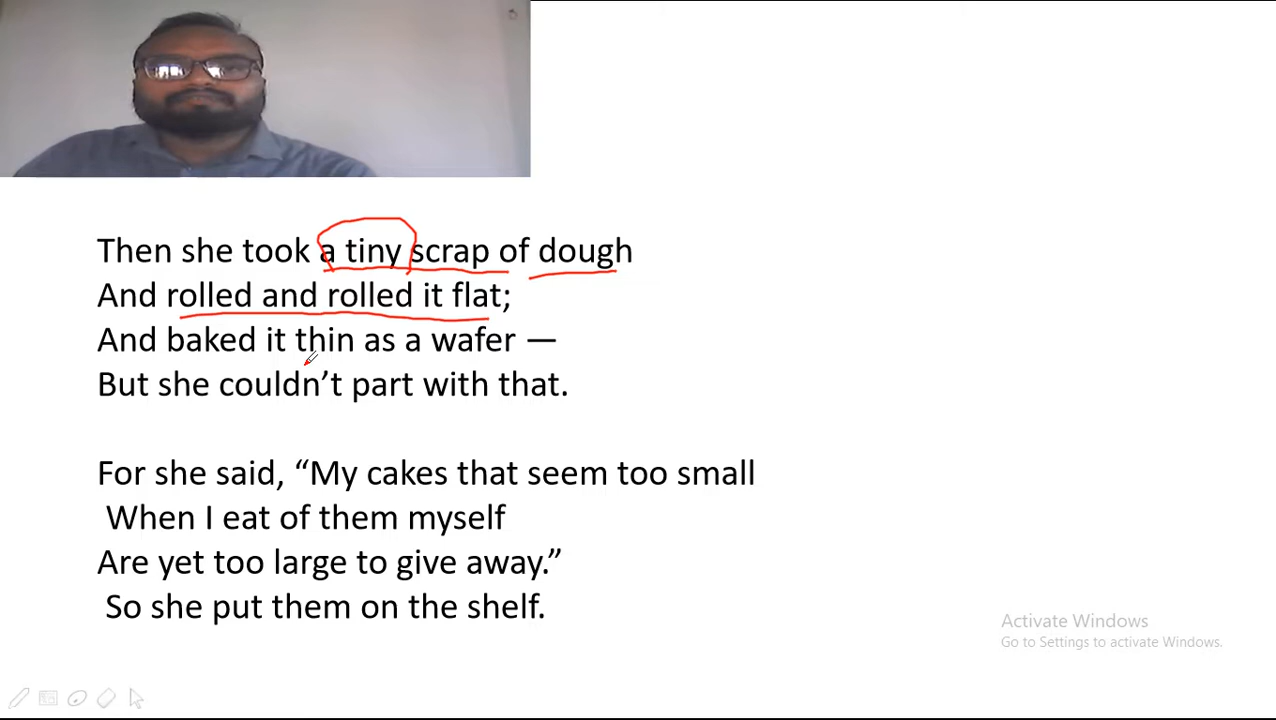 Then she took a tiny scrap of dough
And rolled and rolled it flat;
And baked it thin as a wafer —
But she couldn’t part with that.
For she said, “My cakes that seem too small
When I eat of them myself
Are yet too large to give away.”
So she put them on the shelf.
Activate Windows
Go to Settings to activate Windows.